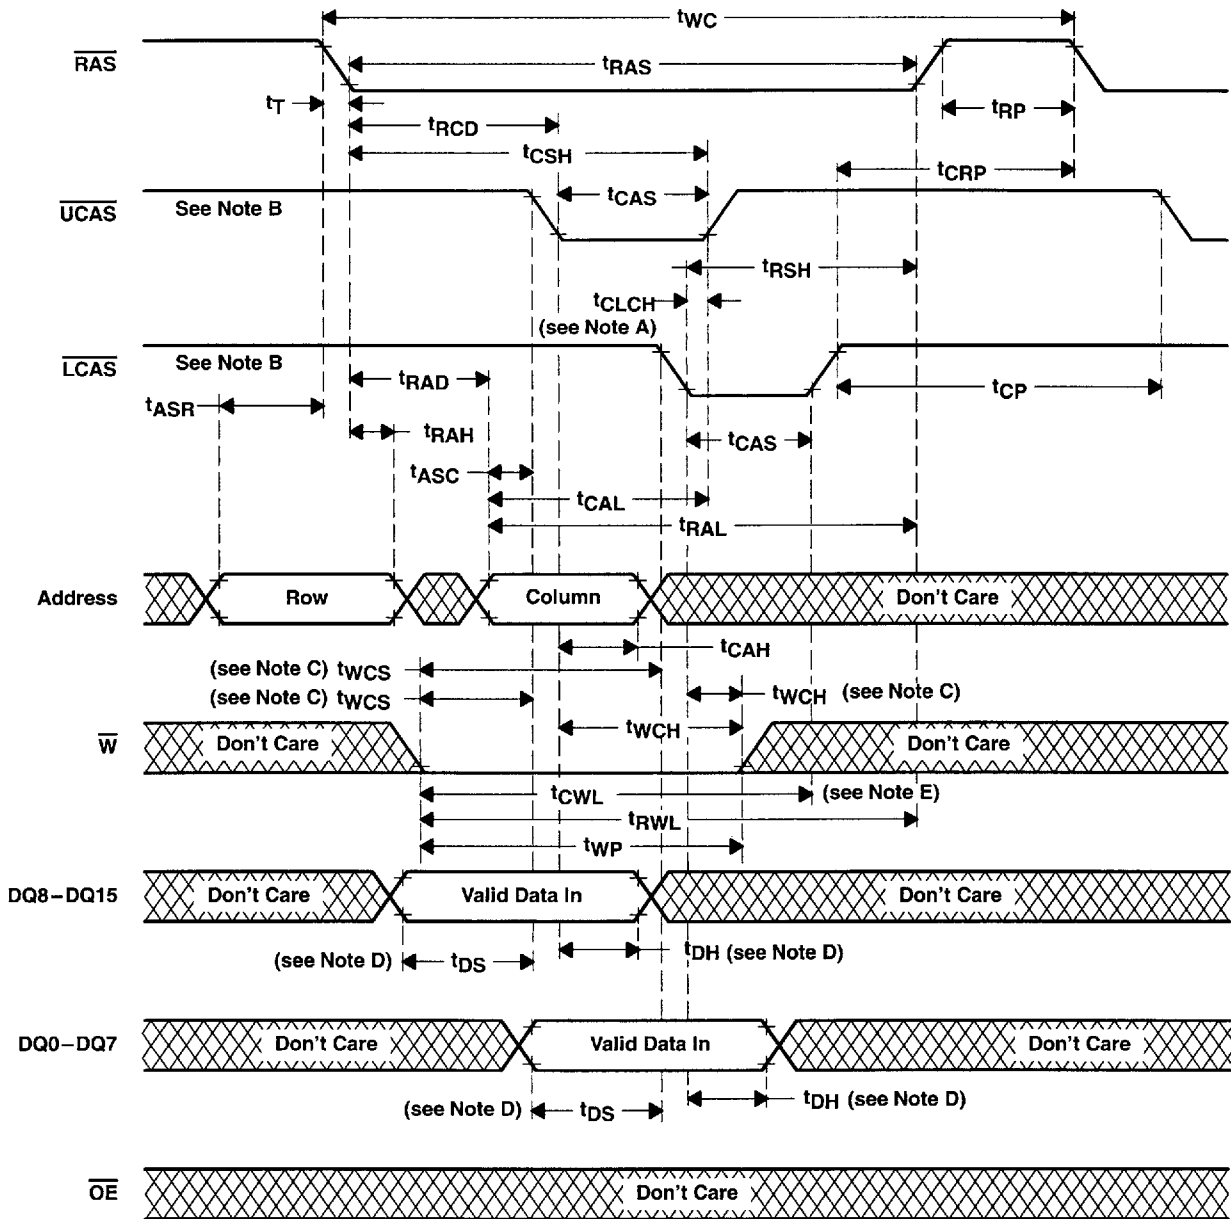 tWC
RAS
tRAS
tT
tRP
tRCD
tCSH
tCRP
UCAS
See Note B
tCAS
tRSH
tCLCH
(see Note A)
LCAS
See Note B
tRAD
tCP
tASR
tRAH
tCAS
tASC
tCAL
tRAL
Address
Row
Column
Don't Care
tCAH
(see Note C) tWCS
(see Note C) tWCS
tWCH (see Note C)
tWCH
W
Don't Care
Don't Care
tCWL
(see Note E)
tRWL
tWP
DQ8–DQ15
Don't Care
Valid Data In
Don't Care
(see Note D)
tDS
tDH (see Note D)
DQ0–DQ7
Don't Care
Valid Data In
Don't Care
(see Note D)
tDS
tDH (see Note D)
OE
Don't Care